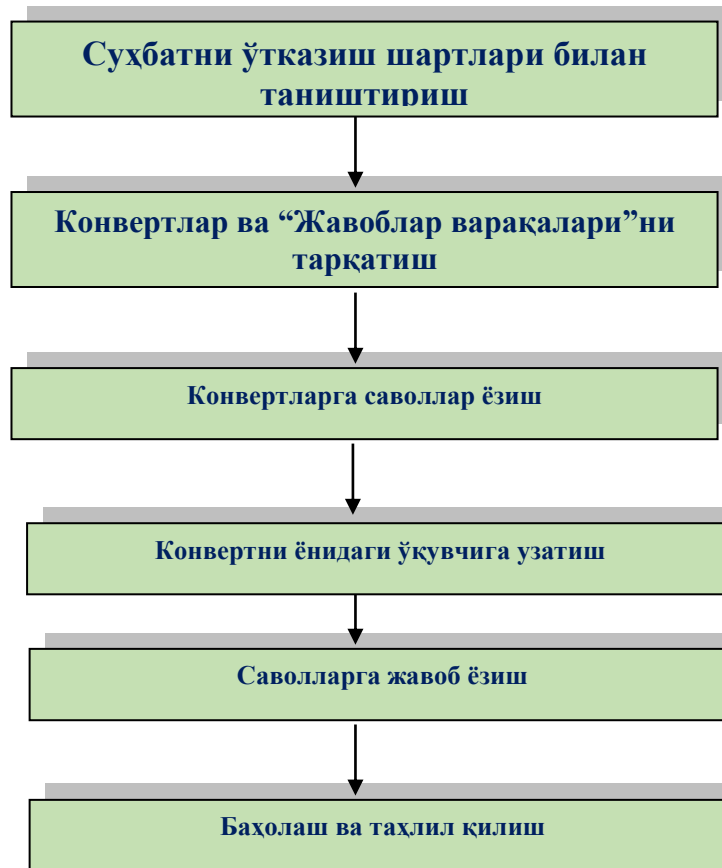 Суҳбатни ўтказиш шартлари билан
таништириш
Конвертлар ва “Жавоблар варақалари”ни
тарқатиш
Конвертларга саволлар ёзиш
Конвертни ёнидаги ўқувчига узатиш
Саволларга жавоб ёзиш
Баҳолаш ва таҳлил қилиш